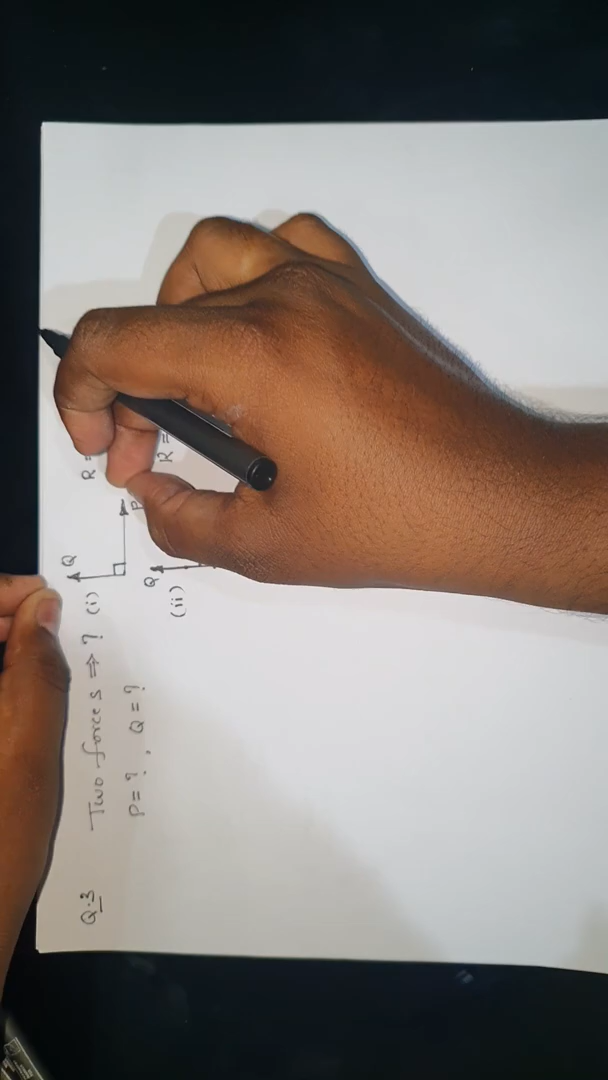 Q.3 Two forces ⇒ ? (i) Q P R =
P = ? , Q = ? (ii) Q R =